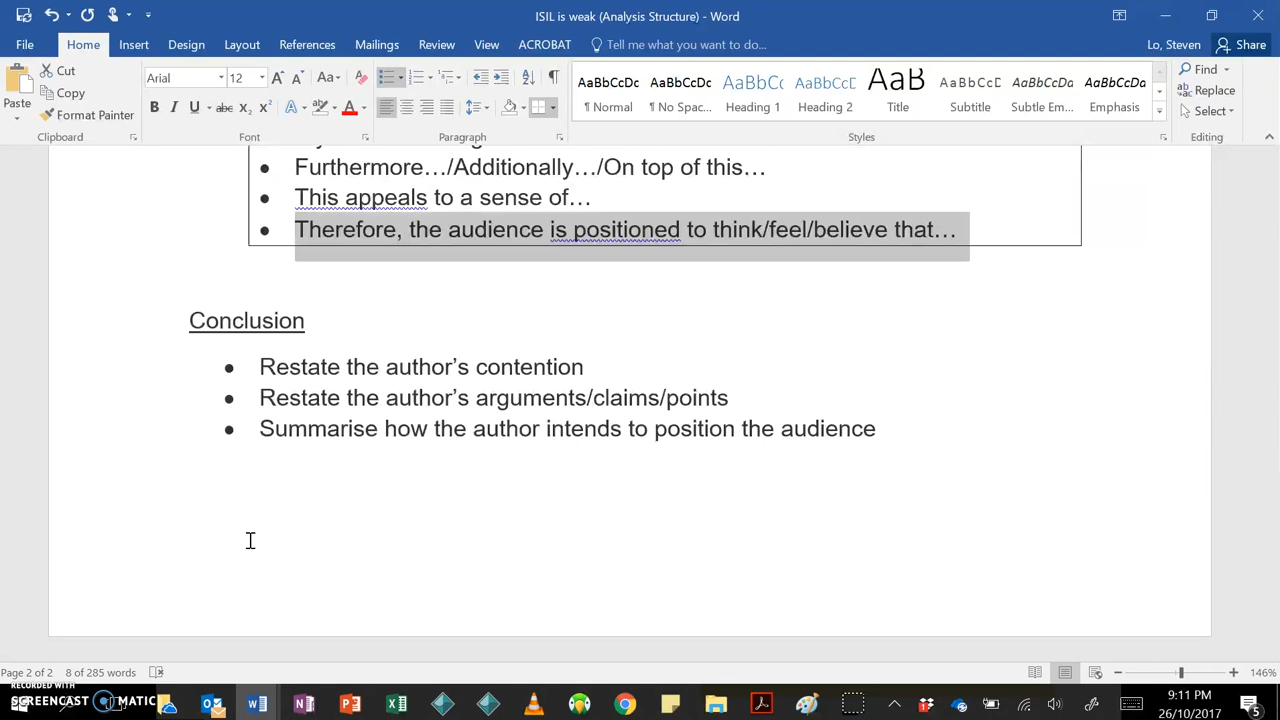 ISIL is weak (Analysis Structure) - Word
File Home Insert Design Layout References Mailings Review View ACROBAT Tell me what you want to do... Lo, Steven Share
Paste
Cut
Copy
Format Painter
Clipboard
Arial 12
Font
Paragraph
AaBbCcDc AaBbCcDc AaBbCc AaBbCcD AaB AaBbCcD AaBbCcDa AaBbCcDa
¶ Normal ¶ No Spac... Heading 1 Heading 2 Title Subtitle Subtle Em... Emphasis
Styles
Find
Replace
Select
Editing
• Furthermore…/Additionally…/On top of this…
• This appeals to a sense of…
• Therefore, the audience is positioned to think/feel/believe that…
Conclusion
• Restate the author’s contention
• Restate the author’s arguments/claims/points
• Summarise how the author intends to position the audience
Page 2 of 2 8 of 285 words 146%
RECORDED WITH
SCREENCAST MATIC
9:11 PM
26/10/2017
5